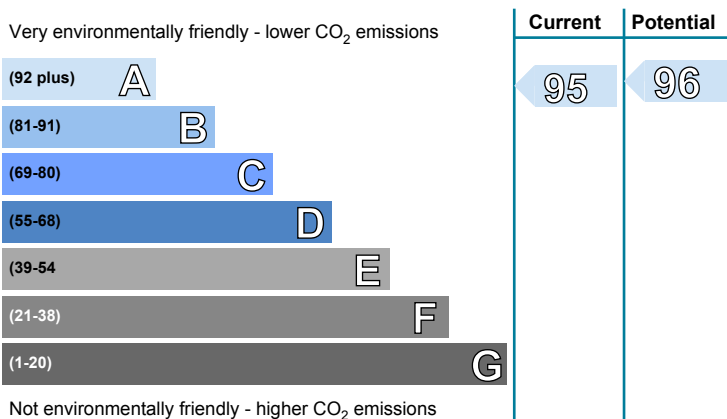 Very environmentally friendly - lower CO2 emissions
Current
Potential
(92 plus) A
95
96
(81-91) B
(69-80) C
(55-68) D
(39-54 E
(21-38) F
(1-20) G
Not environmentally friendly - higher CO2 emissions